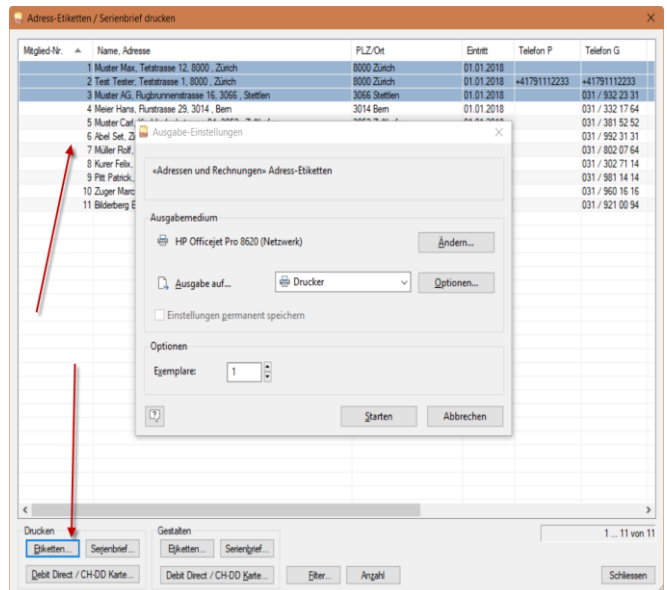 Adress-Etiketten / Serienbrief drucken
Mitglied-Nr. Name, Adresse PLZ/Ort Eintritt Telefon P Telefon G
1 Muster Max, Tetstrasse 12, 8000 , Zürich 8000 Zürich 01.01.2018
2 Test Tester, Teststrasse 1, 8000 , Zürich 8000 Zürich 01.01.2018 +41791112233 +41791112233
3 Muster AG, Flugbrunnenstrasse 16, 3066 , Stettlen 3066 Stettlen 01.01.2018 031 / 932 23 31
4 Meier Hans, Flurstrasse 29, 3014 , Bern 3014 Bern 01.01.2018 031 / 332 17 64
5 Muster Carl, 031 / 381 52 52
6 Abel Set, 031 / 992 31 31
7 Müller Rolf, 031 / 802 07 64
8 Kurer Felix, 031 / 302 71 14
9 Pitt Patrick, 031 / 981 14 14
10 Zuger Marc 031 / 960 16 16
11 Bilderberg E 031 / 921 00 94
Ausgabe-Einstellungen
«Adressen und Rechnungen» Adress-Etiketten
Ausgabemedium
HP Officejet Pro 8620 (Netzwerk) Ändern...
Ausgabe auf... Drucker Optionen...
Einstellungen permanent speichern
Optionen
Exemplare: 1
Starten Abbrechen
Drucken Gestalten 1 ... 11 von 11
Etiketten... Serienbrief... Etiketten... Serienbrief...
Debit Direct / CH-DD Karte... Debit Direct / CH-DD Karte... Filter... Anzahl Schliessen